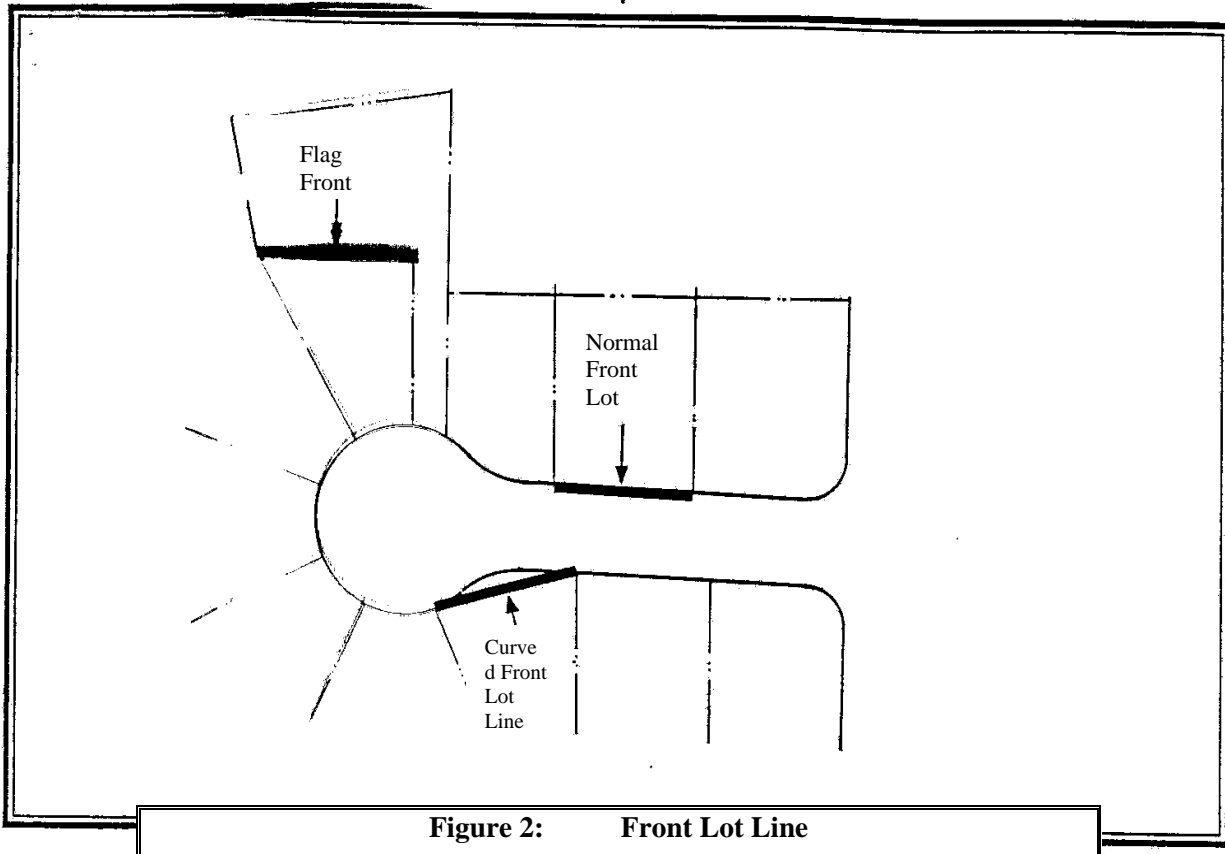 Flag
Front
Normal
Front
Lot
Curve
d Front
Lot
Line
Figure 2: Front Lot Line